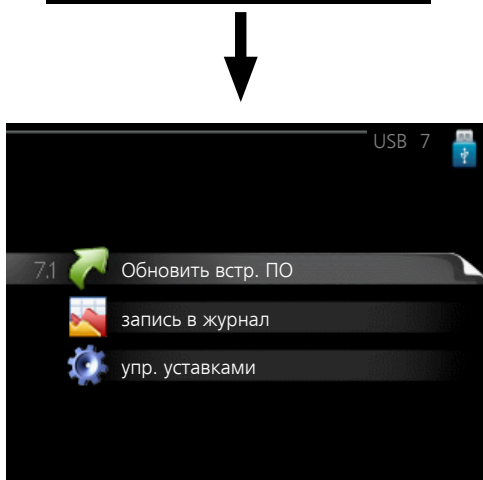 USB 7
7.1 Обновить встр. ПО
запись в журнал
упр. уставками